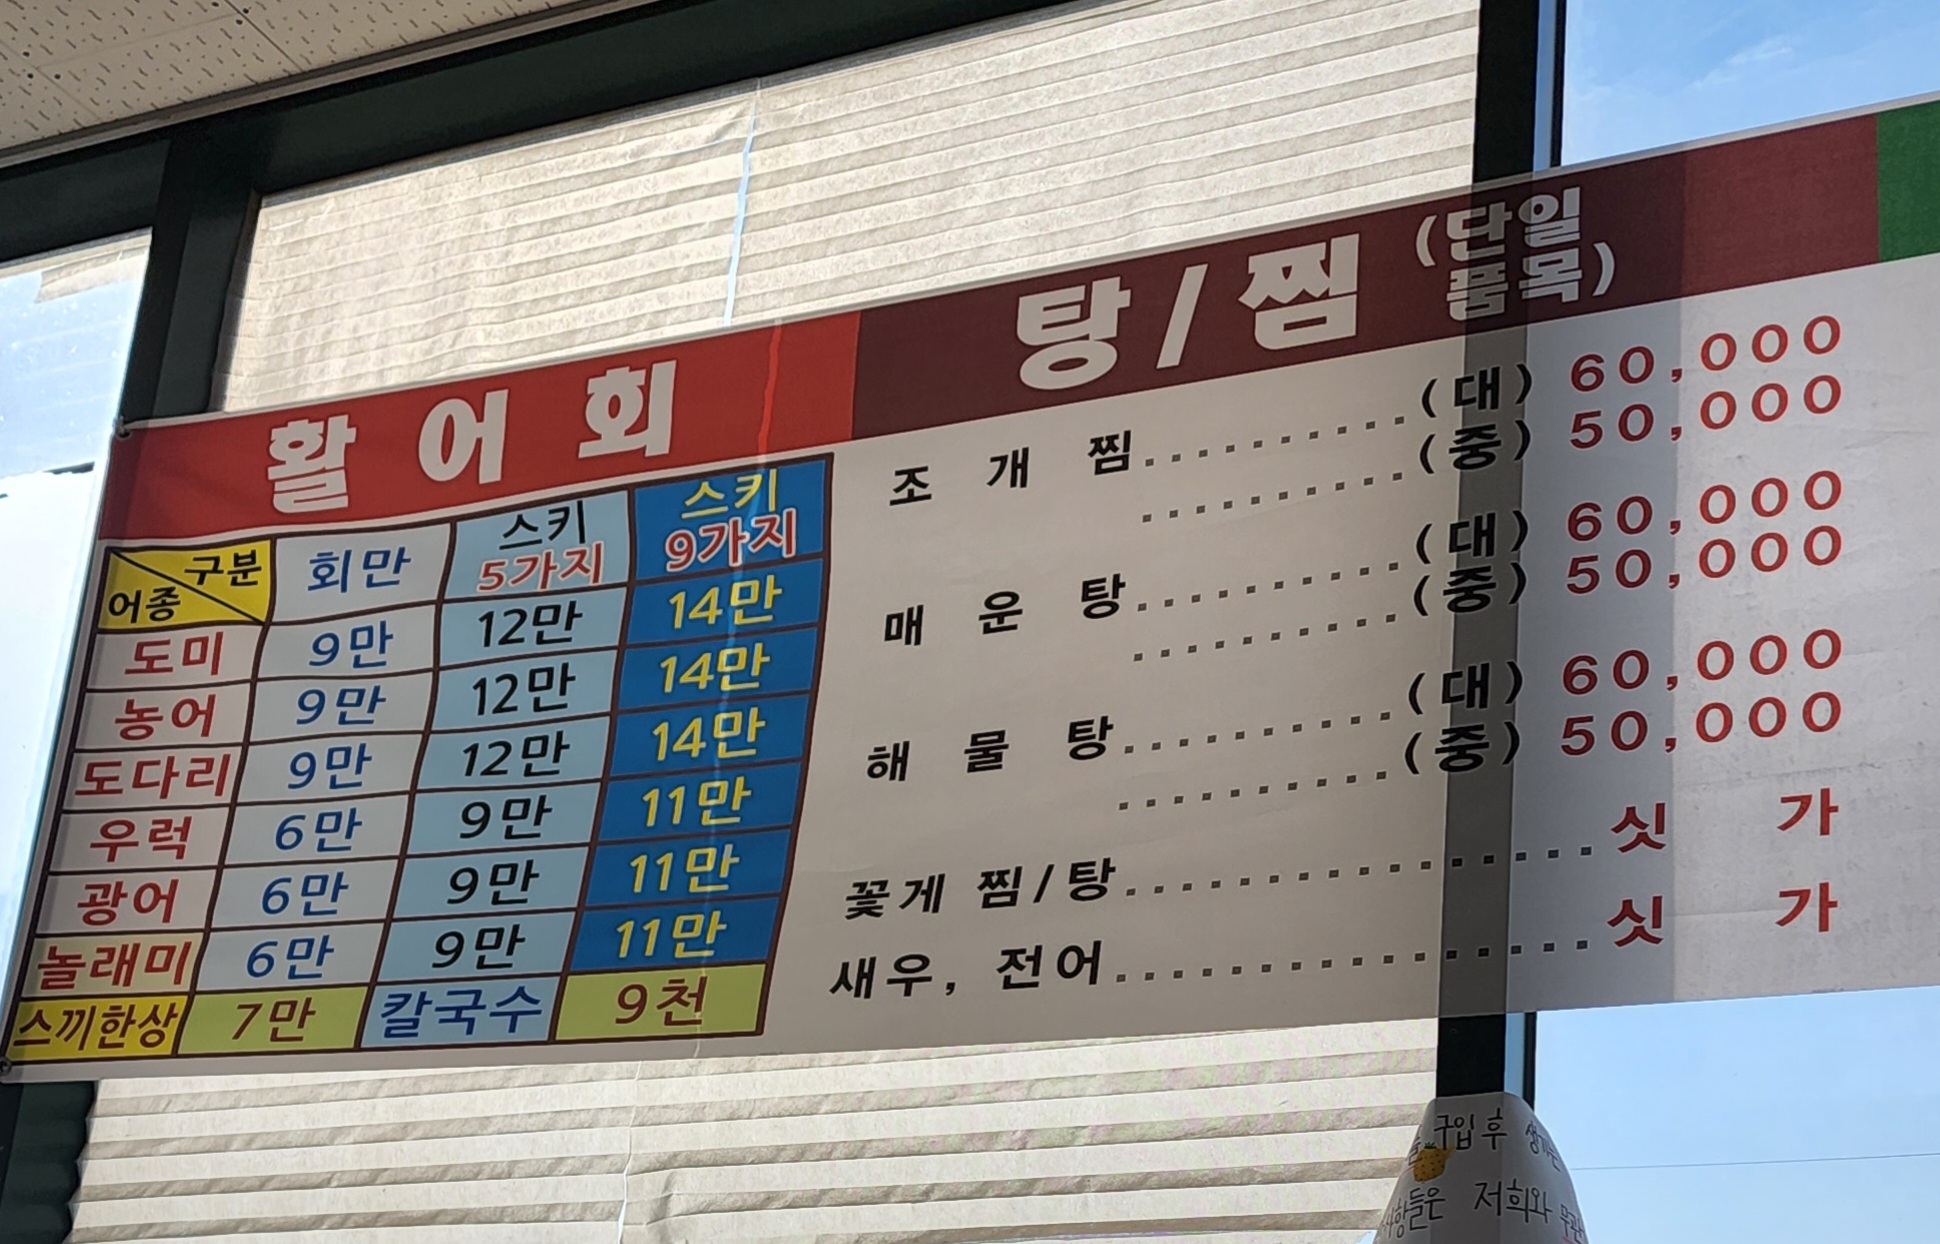 활어회
구분 어종 회만 스키 5가지 스키 9가지
도미 9만 12만 14만
농어 9만 12만 14만
도다리 9만 12만 14만
우럭 6만 9만 11만
광어 6만 9만 11만
놀래미 6만 9만 11만
스끼한상 7만 칼국수 9천
탕/찜 (단일 품목)
조개찜..........(대) 60,000
..........(중) 50,000
매운탕..........(대) 60,000
..........(중) 50,000
해물탕..........(대) 60,000
..........(중) 50,000
꽃게 찜/탕..........싯가
새우, 전어..........싯가
구입후
저희와